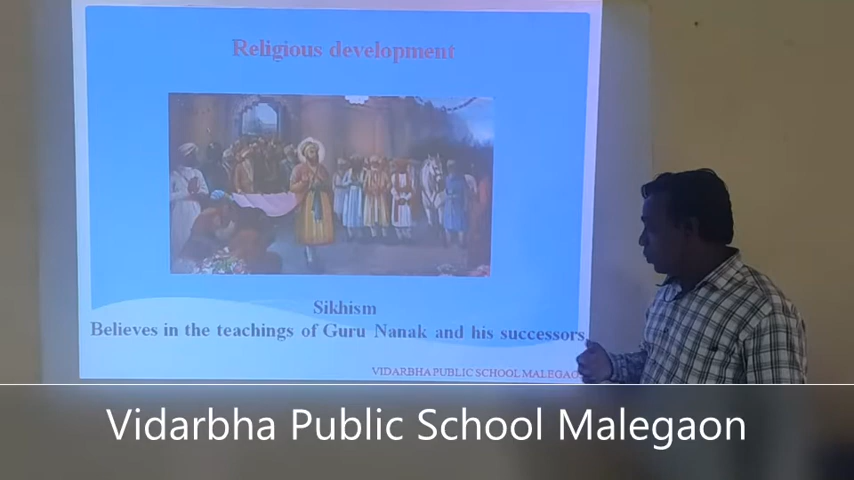 Religious development
Sikhism
Believes in the teachings of Guru Nanak and his successors
VIDARBHA PUBLIC SCHOOL MALEGAO
Vidarbha Public School Malegaon